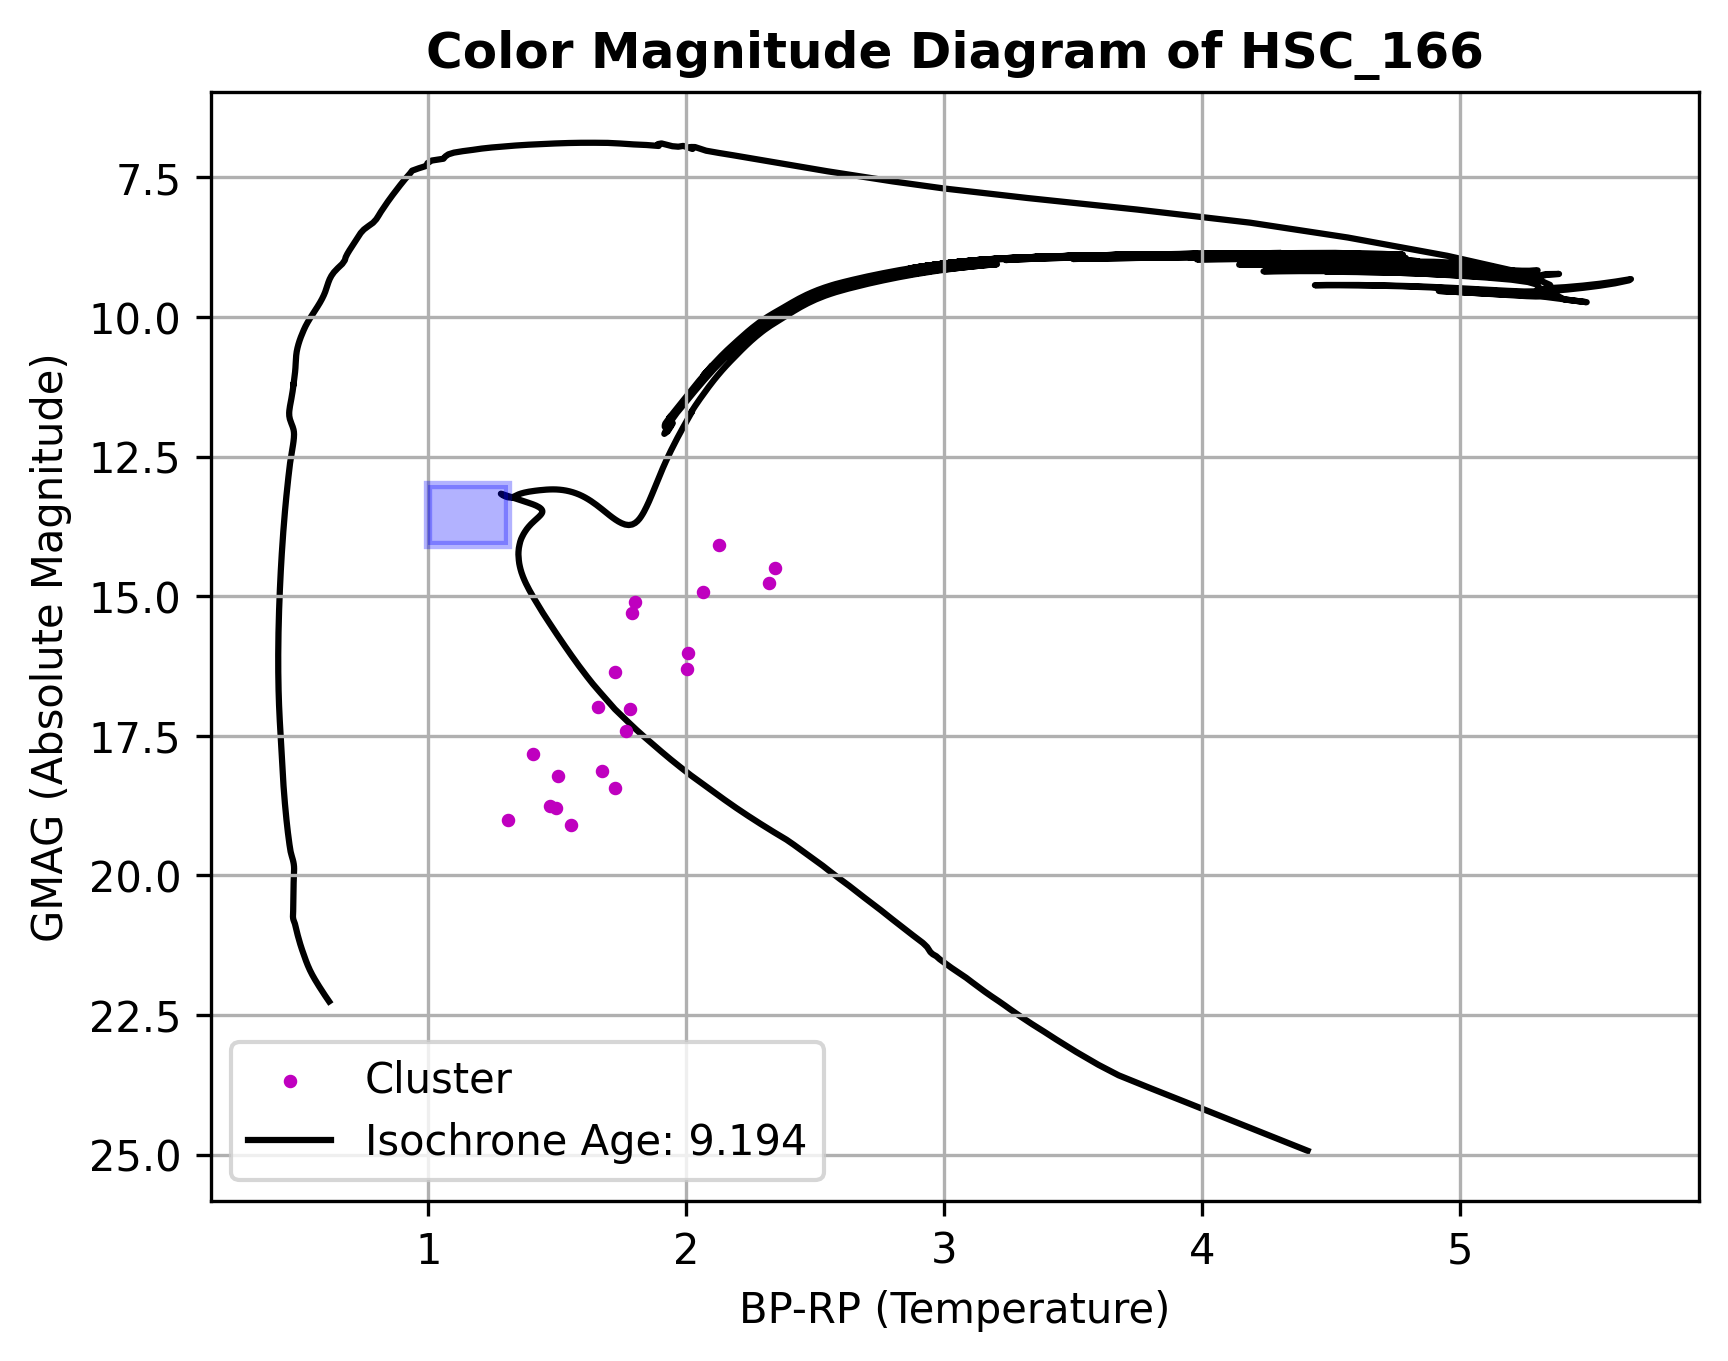 Color Magnitude Diagram of HSC_166
GMAG (Absolute Magnitude)
7.5
10.0
12.5
15.0
17.5
20.0
22.5
25.0
Cluster
Isochrone Age: 9.194
1 2 3 4 5
BP-RP (Temperature)